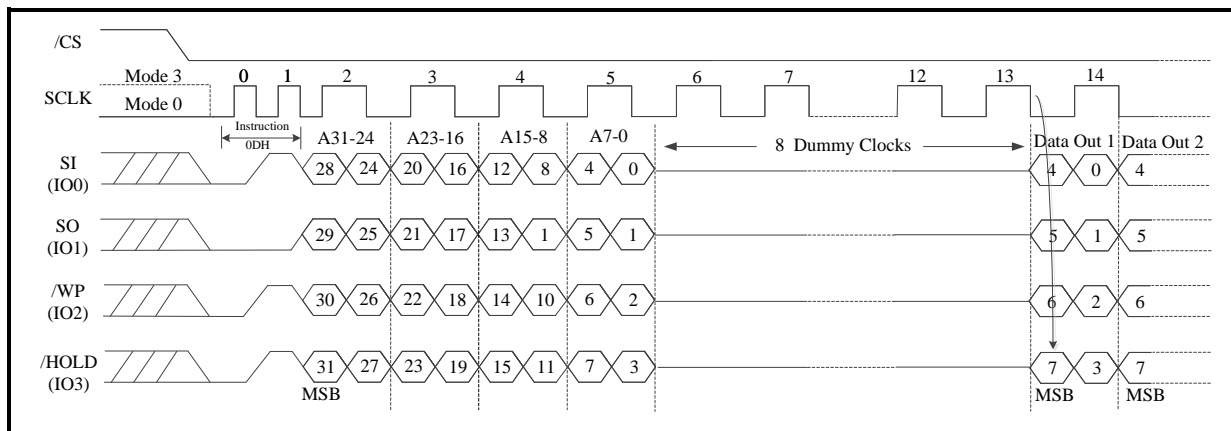 /CS
Mode 3
0 1 2 3 4 5 6 7 12 13 14
SCLK
Mode 0
Instruction
0DH
A31-24 A23-16 A15-8 A7-0
8 Dummy Clocks
Data Out 1 Data Out 2
SI
(IO0)
28 24 20 16 12 8 4 0 4 0 4
SO
(IO1)
29 25 21 17 13 1 5 1 5 1 5
/WP
(IO2)
30 26 22 18 14 10 6 2 6 2 6
/HOLD
(IO3)
31 27 23 19 15 11 7 3 7 3 7
MSB MSB MSB